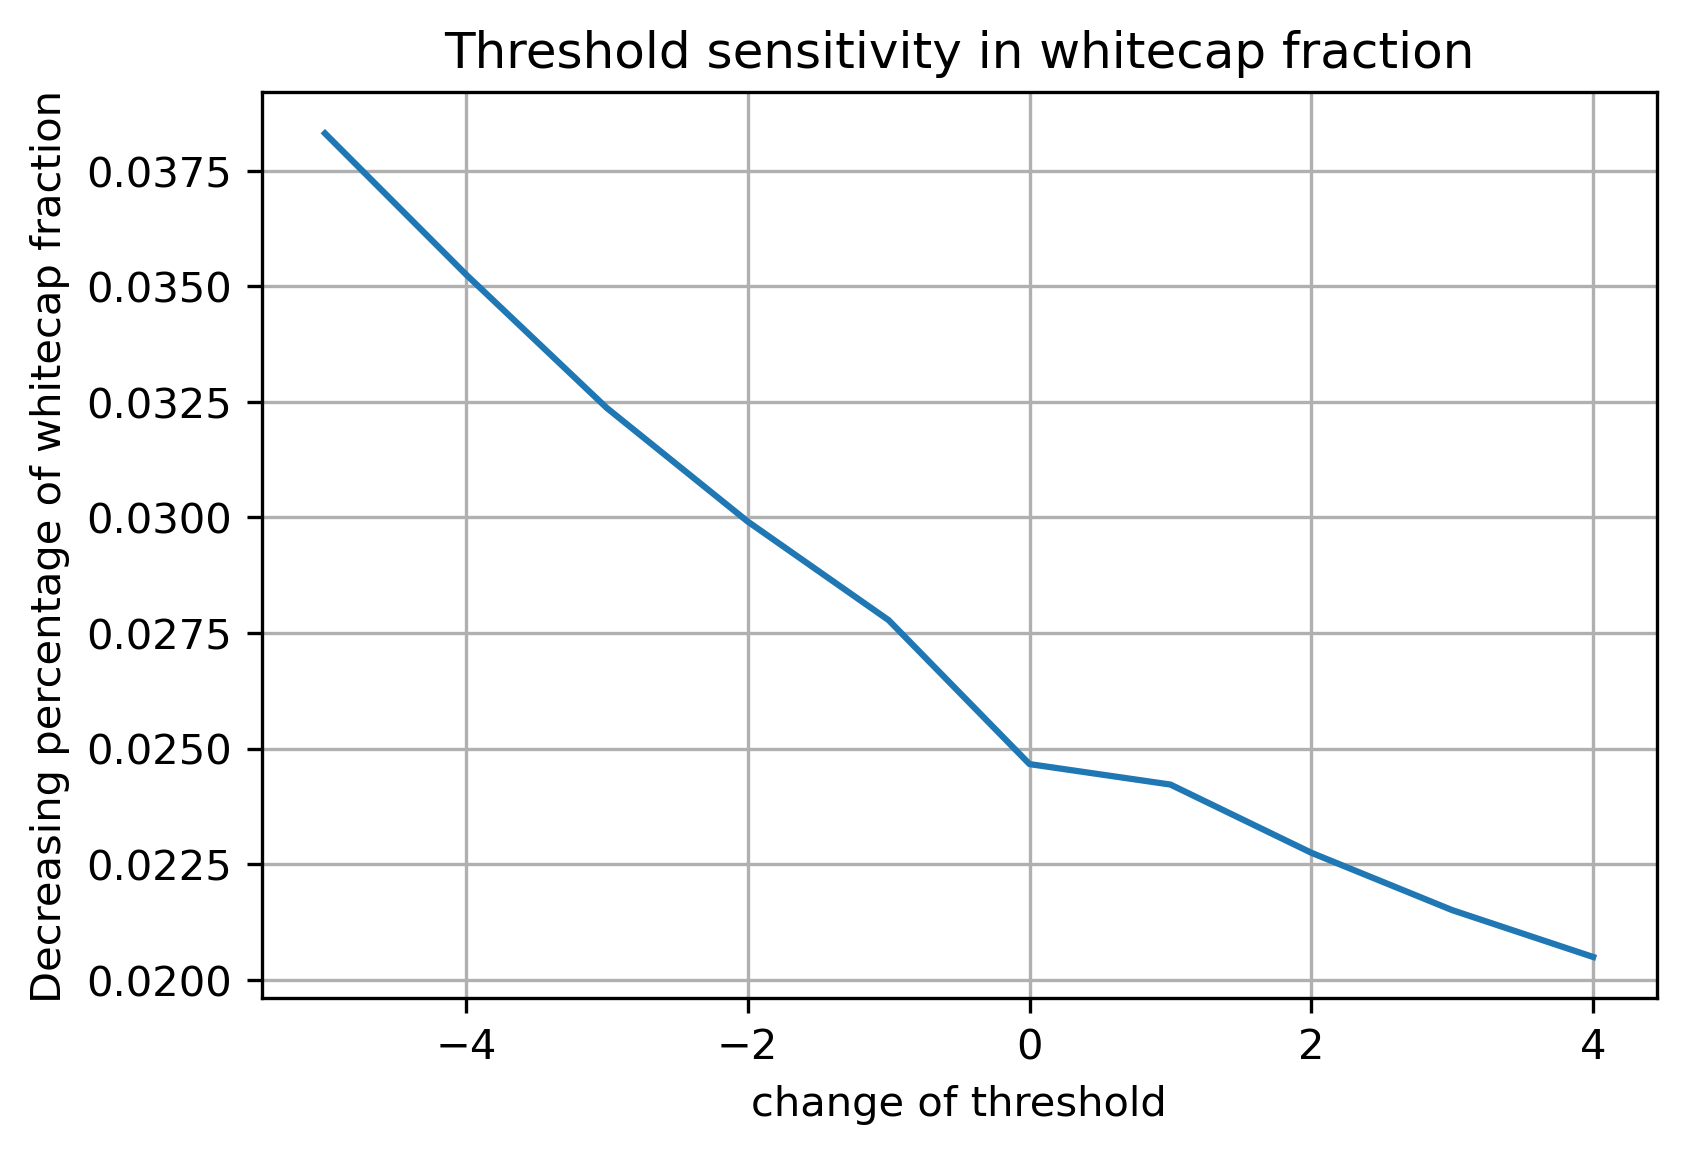 Threshold sensitivity in whitecap fraction
Decreasing percentage of whitecap fraction
0.0375
0.0350
0.0325
0.0300
0.0275
0.0250
0.0225
0.0200
−4 −2 0 2 4
change of threshold